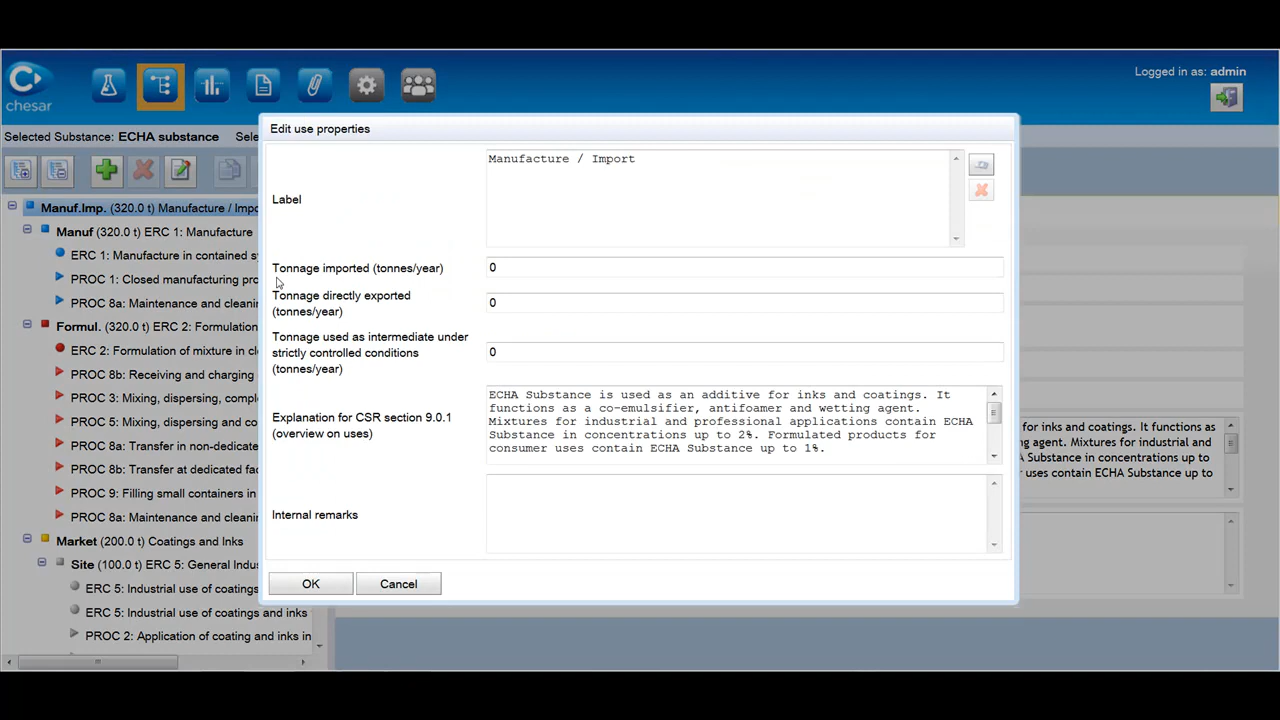 Logged in as: admin
chesar
Selected Substance: ECHA substance
Sele
Edit use properties
Label
Manufacture / Import
Tonnage imported (tonnes/year)
0
Tonnage directly exported
(tonnes/year)
0
Tonnage used as intermediate under
strictly controlled conditions
(tonnes/year)
0
Explanation for CSR section 9.0.1
(overview on uses)
ECHA Substance is used as an additive for inks and coatings. It
functions as a co-emulsifier, antifoamer and wetting agent.
Mixtures for industrial and professional applications contain ECHA
Substance in concentrations up to 2%. Formulated products for
consumer uses contain ECHA Substance up to 1%.
Internal remarks
OK
Cancel
Manuf.Imp. (320.0 t) Manufacture / Impo
Manuf (320.0 t) ERC 1: Manufacture
ERC 1: Manufacture in contained sy
PROC 1: Closed manufacturing pro
PROC 8a: Maintenance and cleanin
Formul. (320.0 t) ERC 2: Formulation
ERC 2: Formulation of mixture in cl
PROC 8b: Receiving and charging
PROC 3: Mixing, dispersing, comple
PROC 5: Mixing, dispersing, comple
PROC 8a: Transfer in non-dedicate
PROC 8b: Transfer at dedicated fac
PROC 9: Filling small containers in
PROC 8a: Maintenance and cleanin
Market (200.0 t) Coatings and Inks
Site (100.0 t) ERC 5: General Indus
ERC 5: Industrial use of coatings
ERC 5: Industrial use of coatings and inks
PROC 2: Application of coating and inks in
for inks and coatings. It functions as
ng agent. Mixtures for industrial and
Substance in concentrations up to
r uses contain ECHA Substance up to